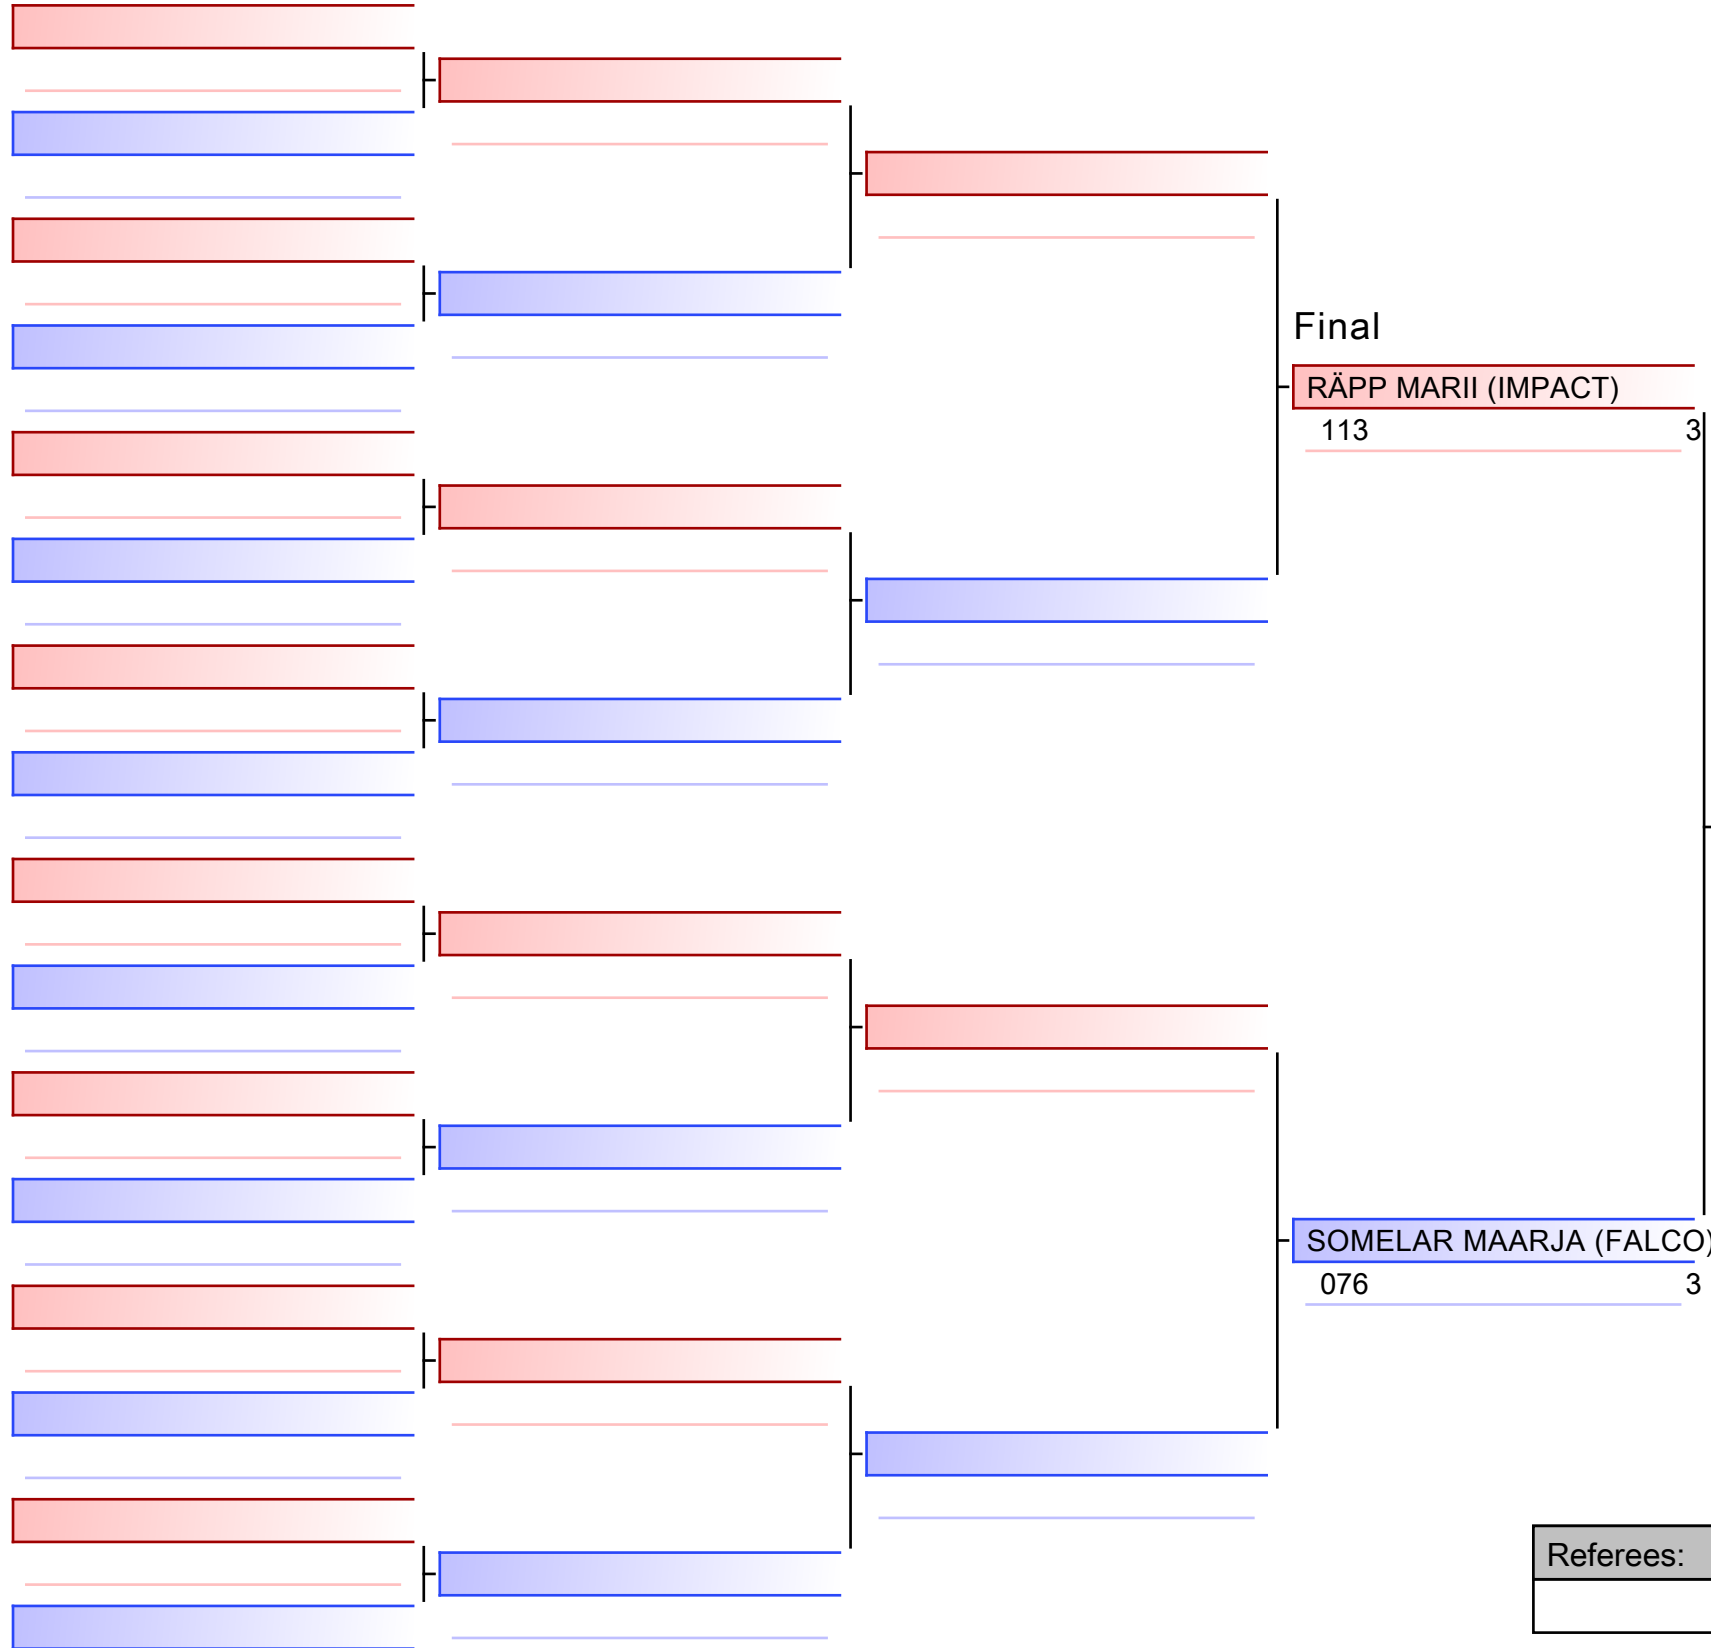 Final
RÄPP MARII (IMPACT)
113 3
SOMELAR MAARJA (FALCO)
076 3
Referees: